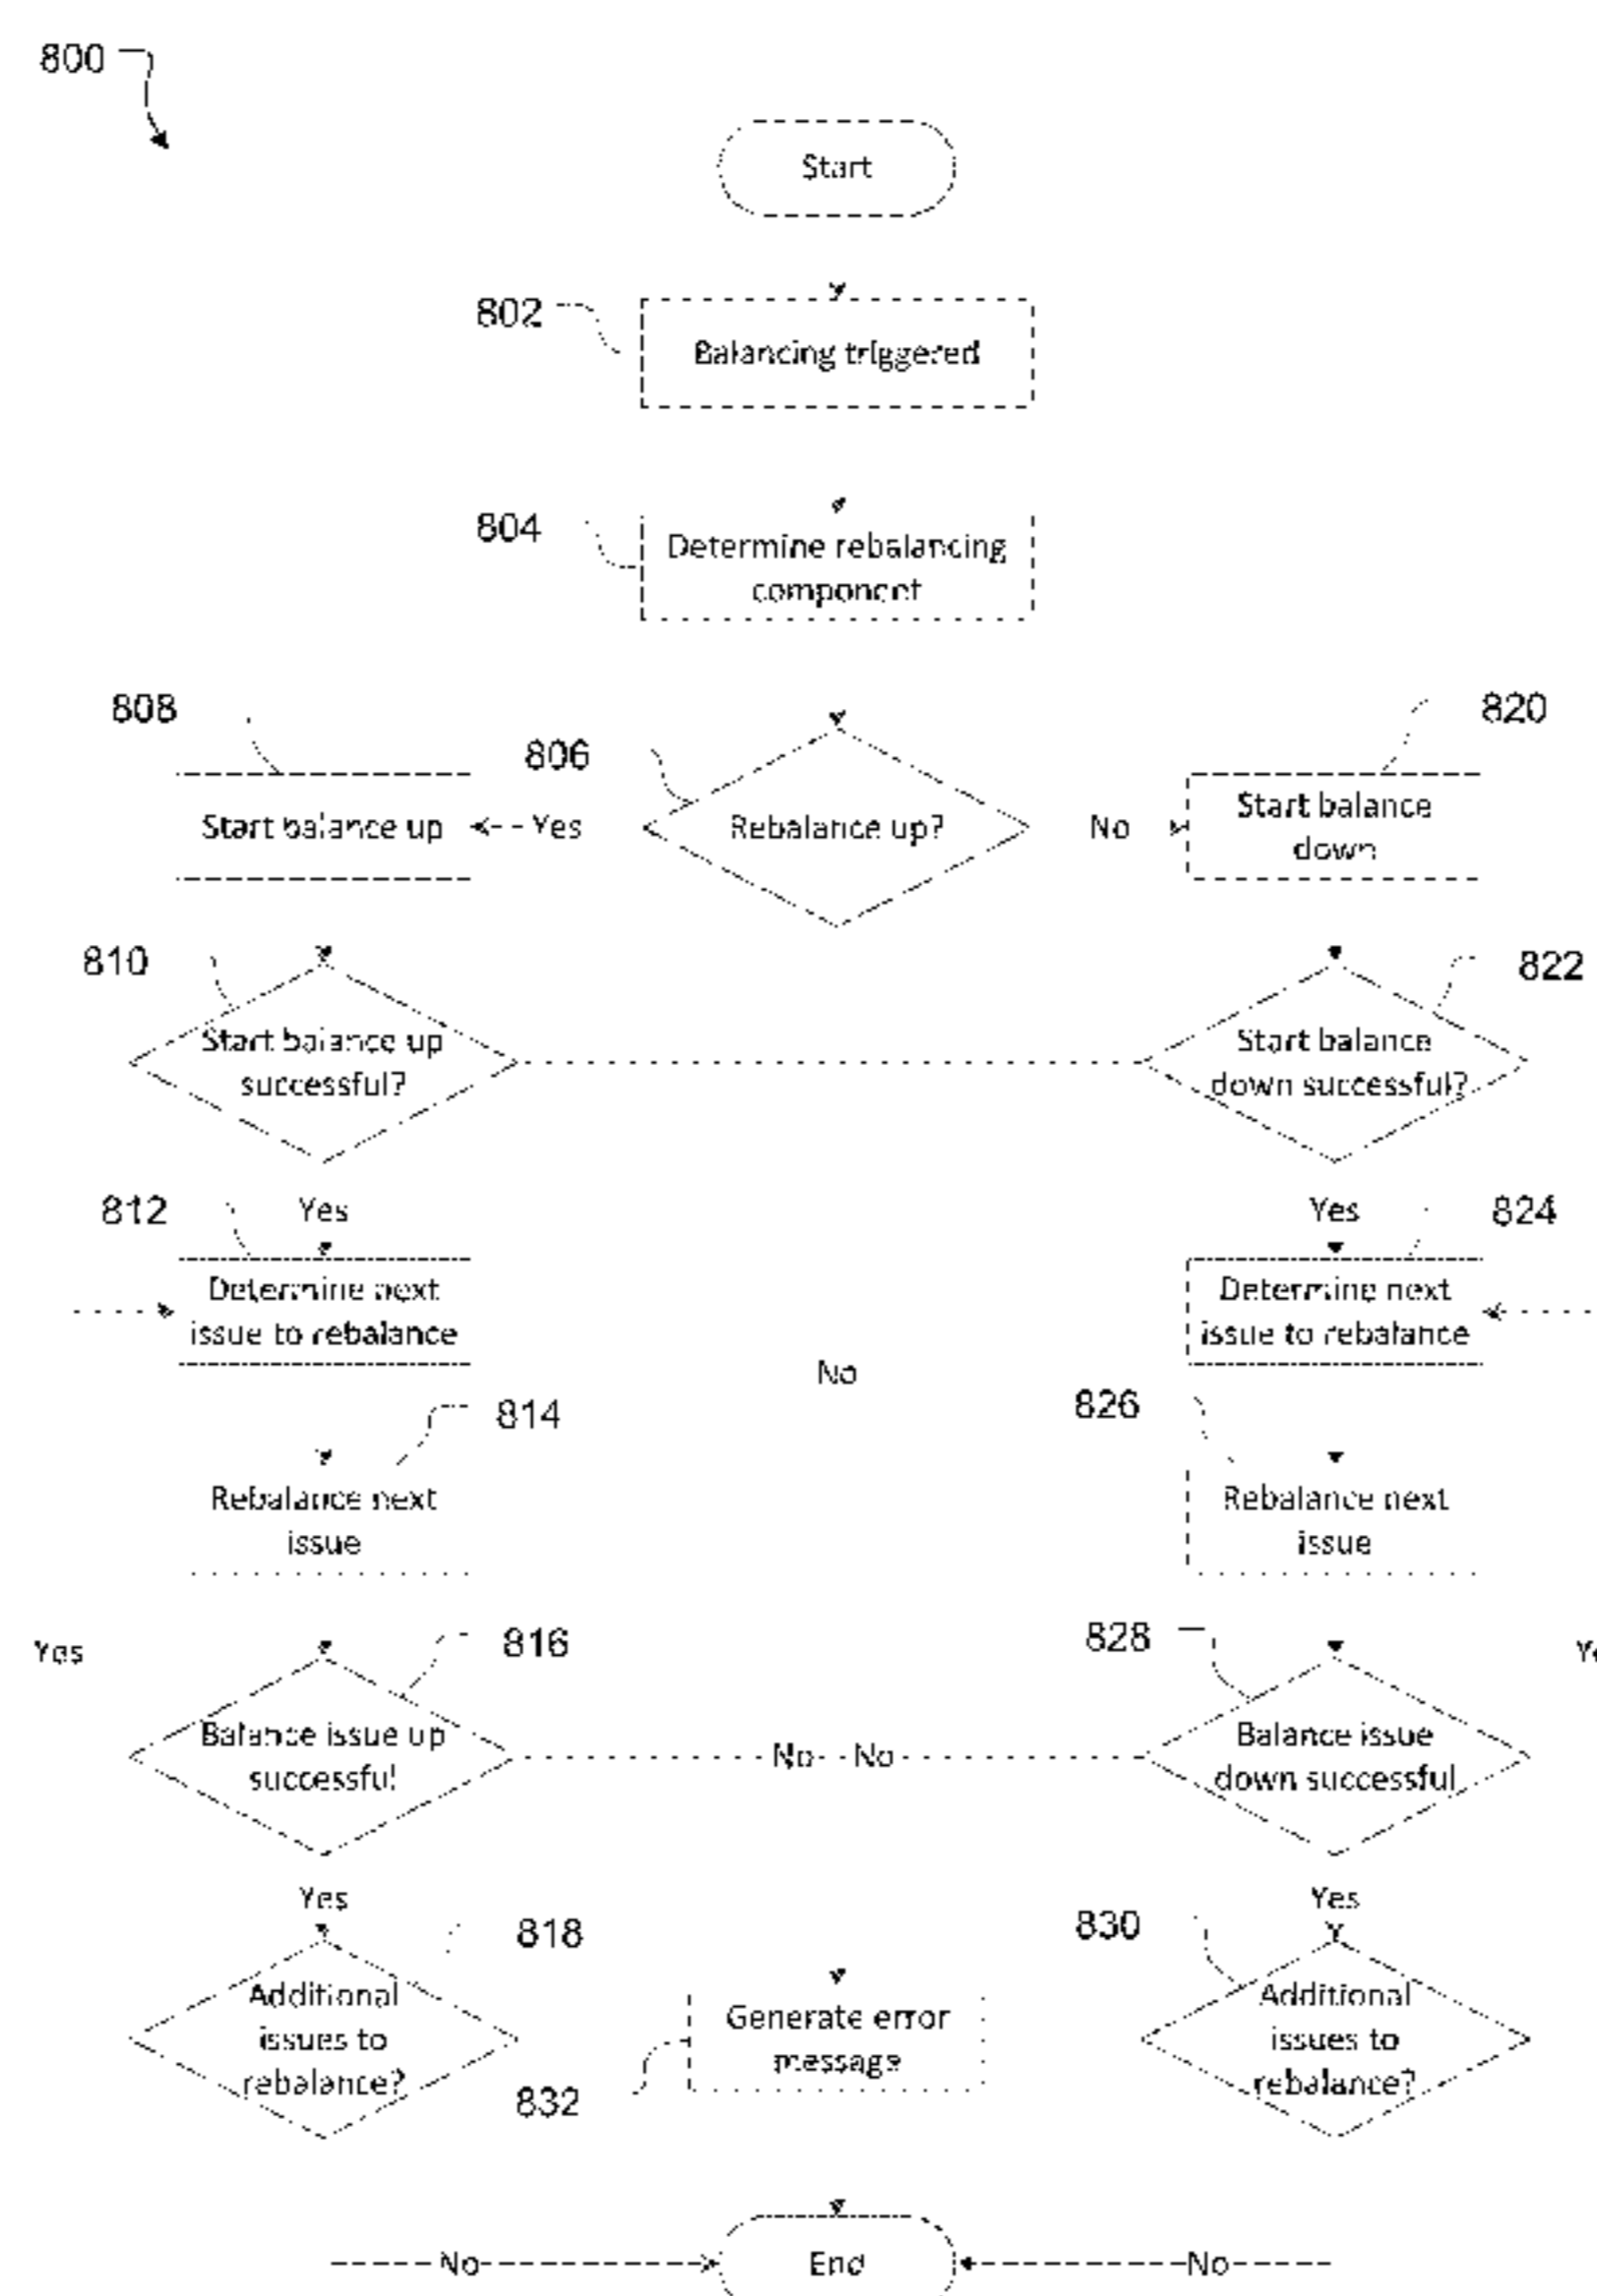 800
Start
802
Balancing triggered
804
Determine rebalancing
component
808
820
806
Start balance up
Yes
Rebalance up?
No
Start balance
down
810
822
Start balance up
successful?
Start balance
down successful?
812
Yes
Yes
824
Determine next
issue to rebalance
Determine next
issue to rebalance
No
814
826
Rebalance next
issue
Rebalance next
issue
Yes
816
828
Balance issue up
successful
No
No
Balance issue
down successful
Yes
Yes
818
830
Additional
issues to
rebalance?
Generate error
message
832
Additional
issues to
rebalance?
No
End
No